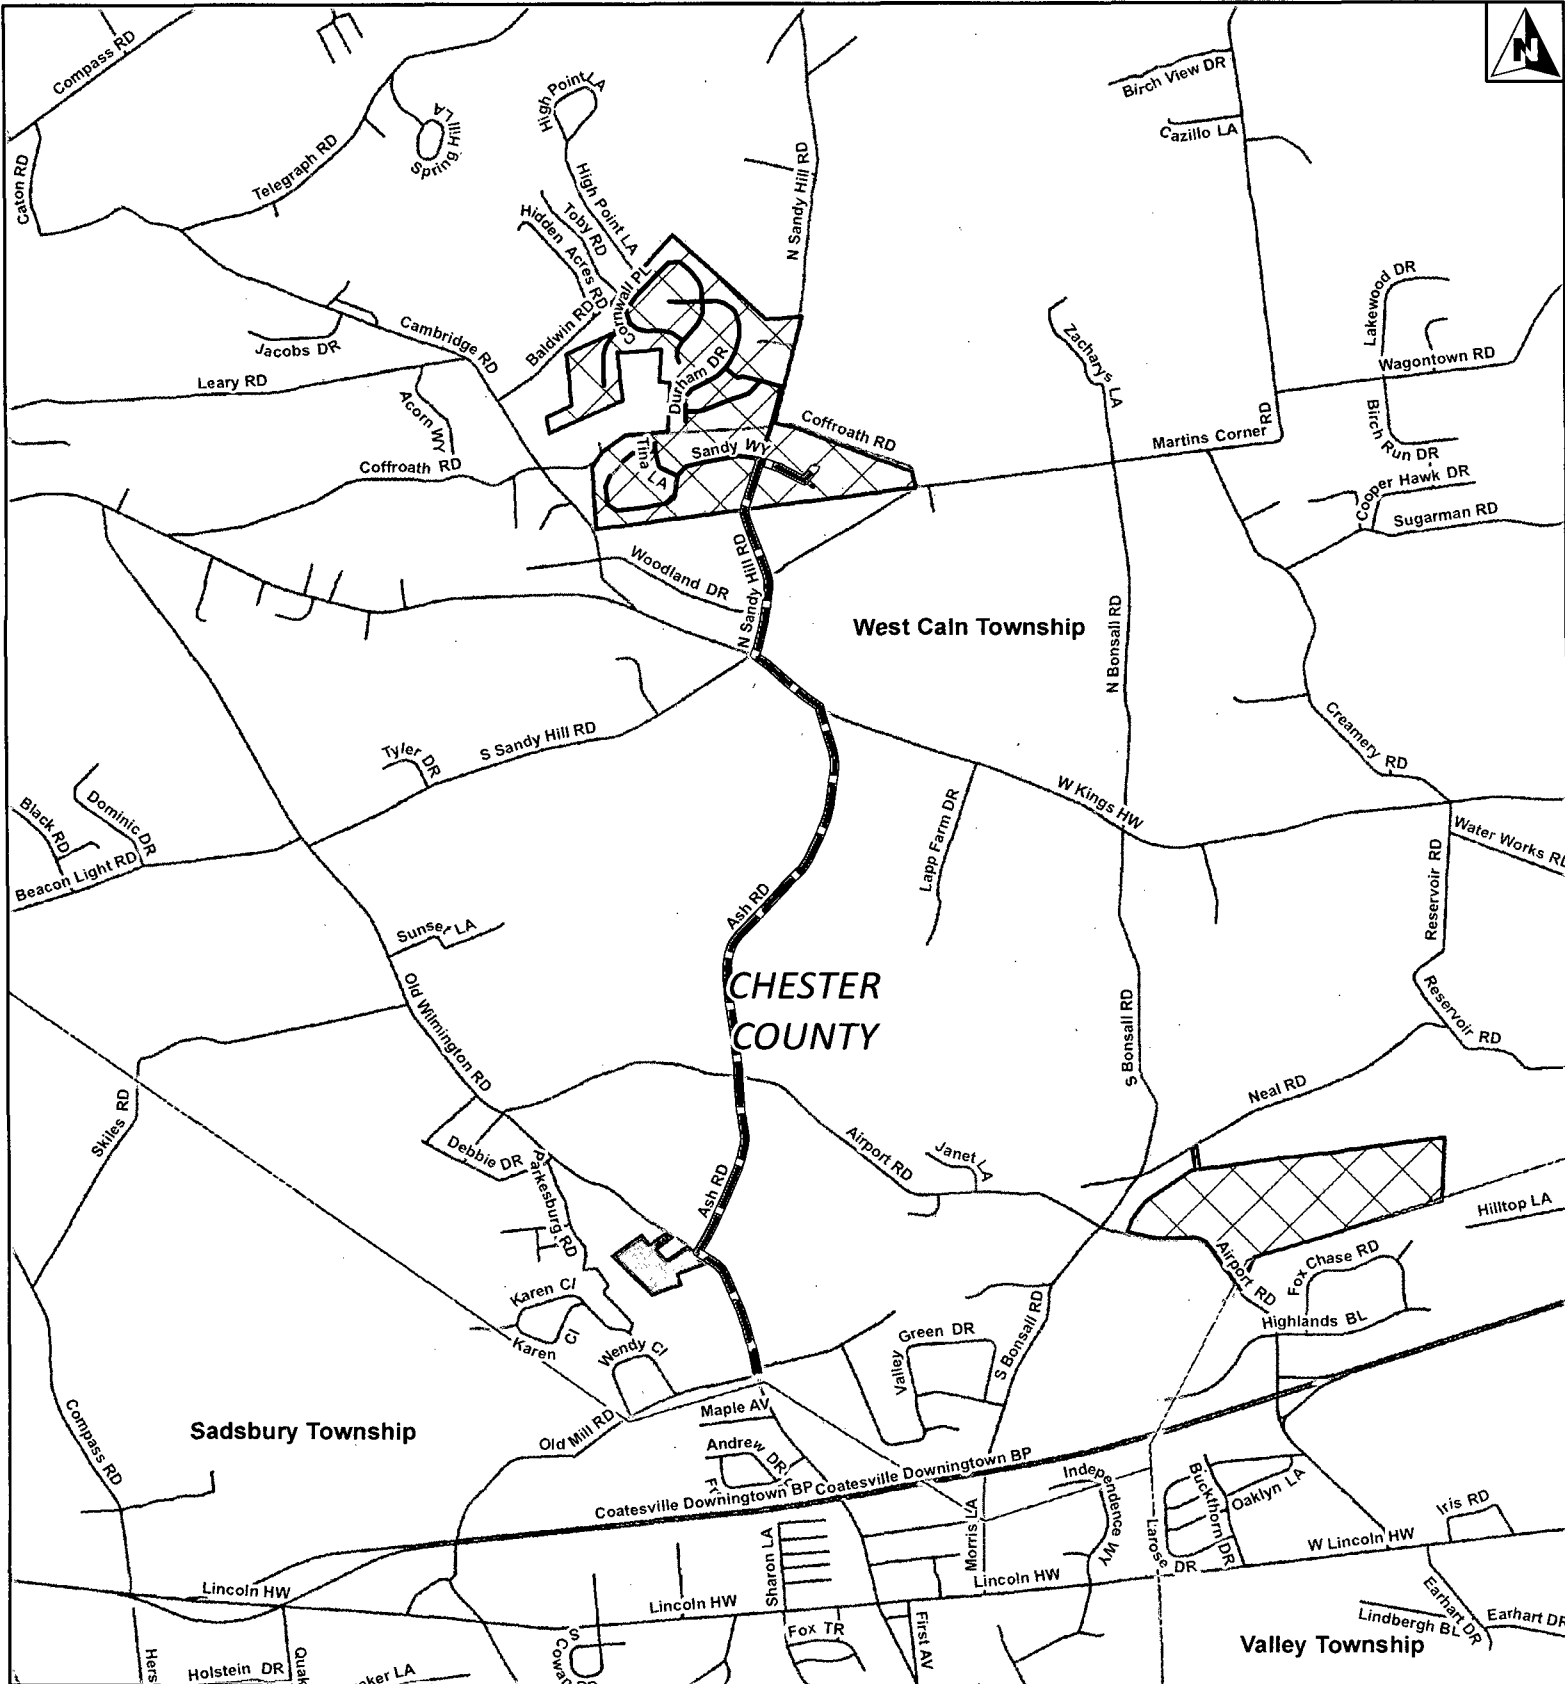 N
Compass RD
Caton RD
Telegraph RD
Spring Hill LA
High Point LA
High Point LA
Toby RD
Hidden Acres RD
N Sandy Hill RD
Birch View DR
Cazillo LA
Cornwall PL
Baldwin RD
Durham DR
Cambridge RD
Jacobs DR
Leary RD
Acorn WY
Coffroath RD
Tina LA
Sandy WY
Coffroath RD
Zacharys LA
Lakewood DR
Wagontown RD
Martins Corner RD
Birch Run DR
Cooper Hawk DR
Sugarman RD
Woodland DR
N Sandy Hill RD
West Caln Township
N Bonsall RD
Creamery RD
Tyler DR
S Sandy Hill RD
W Kings HW
Lapp Farm DR
Black RD
Dominic DR
Beacon Light RD
Water Works RD
Reservoir RD
Ash RD
Sunset LA
CHESTER
COUNTY
Old Wilmington RD
S Bonsall RD
Reservoir RD
Neal RD
Skiles RD
Debbie DR
Parkesburg RD
Ash RD
Airport RD
Janet LA
Hilltop LA
Airport RD
Fox Chase RD
Highlands BL
Karen CI
Karen CI
Wendy CI
Green DR
Valley
S Bonsall RD
Compass RD
Sadsbury Township
Old Mill RD
Maple AV
Andrew DR
Coatesville Downingtown BP
Coatesville Downingtown BP
Independence WY
Buckthorn DR
Oaklyn LA
Iris RD
Larose DR
W Lincoln HW
Morris LA
Sharon LA
Lincoln HW
Lincoln HW
Lincoln HW
Fox TR
First AV
Earhart DR
Lindbergh BL
Earhart DR
Valley Township
Hers
Holstein DR
Quak
ker LA
S Cowan